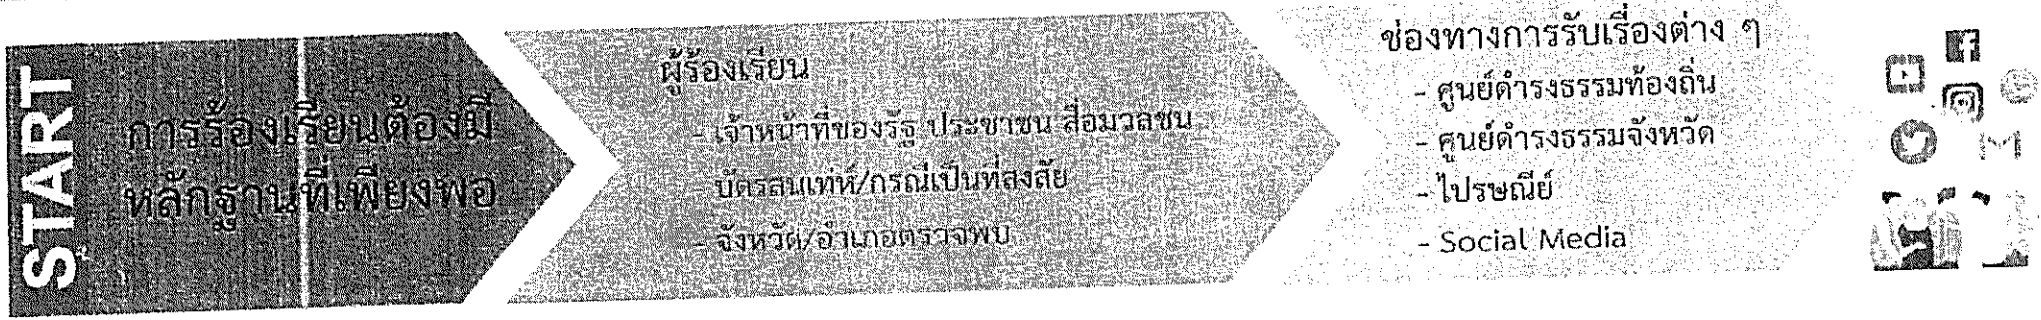 START
การร้องเรียนต้องมี
หลักฐานที่เพียงพอ
ผู้ร้องเรียน
- เจ้าหน้าที่ของรัฐ ประชาชน สื่อมวลชน
- บัตรสนเท่ห์/กรณีเป็นที่สงสัย
- จังหวัด/อำเภอตรวจพบ
ช่องทางการรับเรื่องต่าง ๆ
- ศูนย์ดำรงธรรมท้องถิ่น
- ศูนย์ดำรงธรรมจังหวัด
- ไปรษณีย์
- Social Media